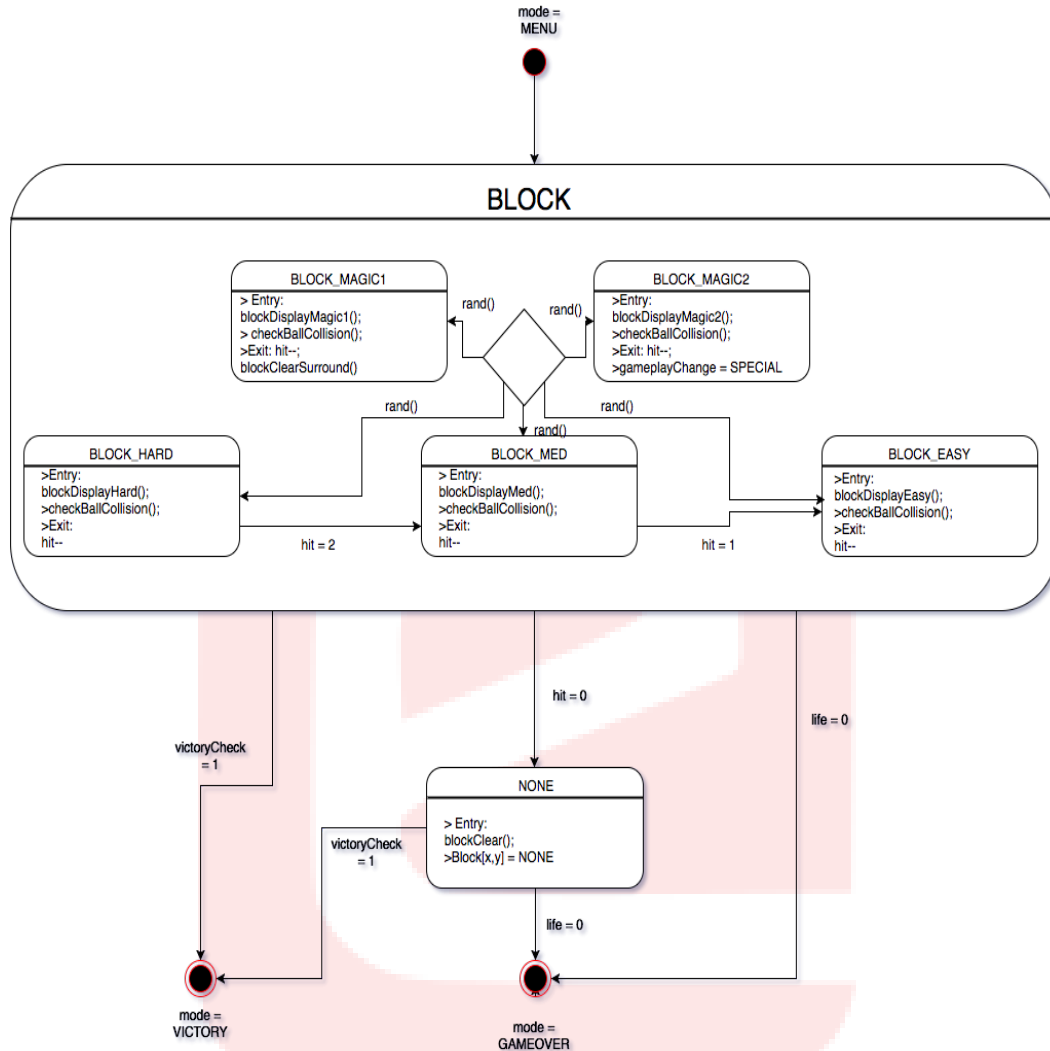 mode =
MENU
BLOCK
BLOCK_MAGIC1
> Entry:
blockDisplayMagic1();
> checkBallCollision();
>Exit: hit--;
blockClearSurround()
rand()
rand()
BLOCK_MAGIC2
>Entry:
blockDisplayMagic2();
>checkBallCollision();
>Exit: hit--;
>gameplayChange = SPECIAL
rand()
rand()
rand()
BLOCK_HARD
>Entry:
blockDisplayHard();
>checkBallCollision();
>Exit:
hit--
hit = 2
BLOCK_MED
> Entry:
blockDisplayMed();
>checkBallCollision();
>Exit:
hit--
hit = 1
BLOCK_EASY
>Entry:
blockDisplayEasy();
>checkBallCollision();
>Exit:
hit--
hit = 0
life = 0
victoryCheck
= 1
NONE
> Entry:
blockClear();
>Block[x,y] = NONE
victoryCheck
= 1
life = 0
mode =
VICTORY
mode =
GAMEOVER